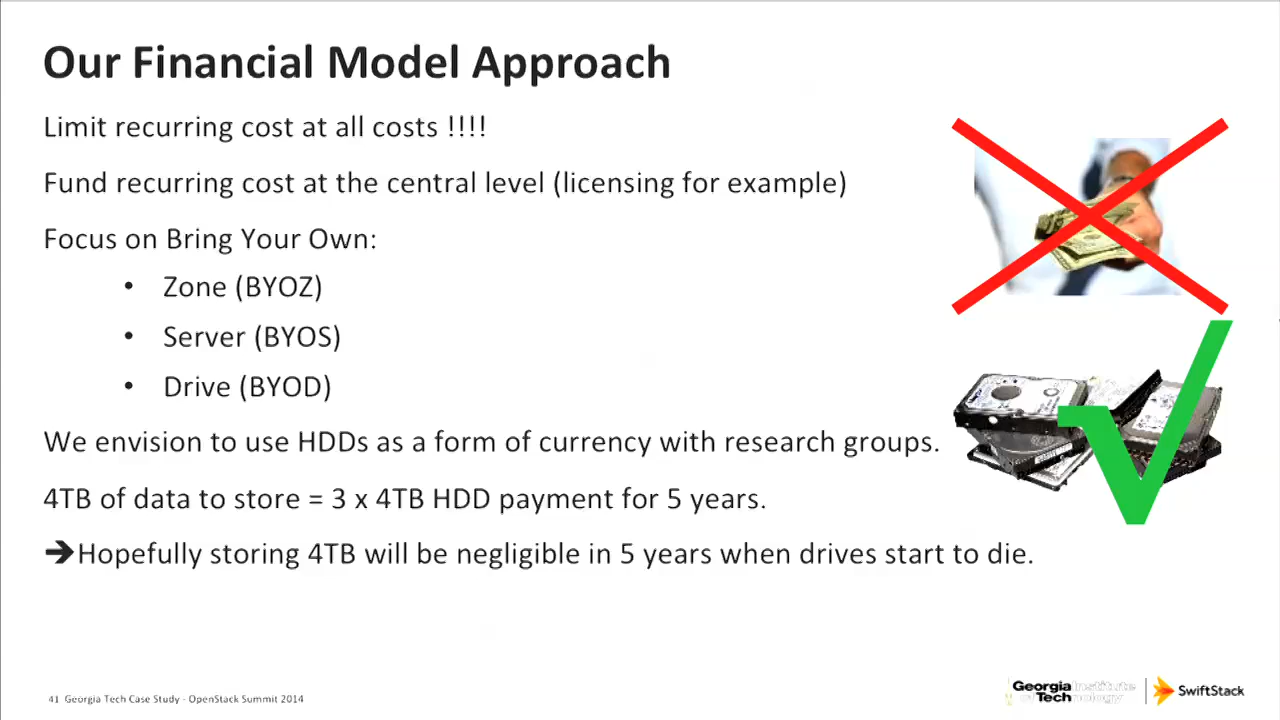 Our Financial Model Approach
Limit recurring cost at all costs !!!!
Fund recurring cost at the central level (licensing for example)
Focus on Bring Your Own:
• Zone (BYOZ)
• Server (BYOS)
• Drive (BYOD)
We envision to use HDDs as a form of currency with research groups.
4TB of data to store = 3 x 4TB HDD payment for 5 years.
➔Hopefully storing 4TB will be negligible in 5 years when drives start to die.
41 Georgia Tech Case Study - OpenStack Summit 2014
Georgia Institute
of Technology
SwiftStack